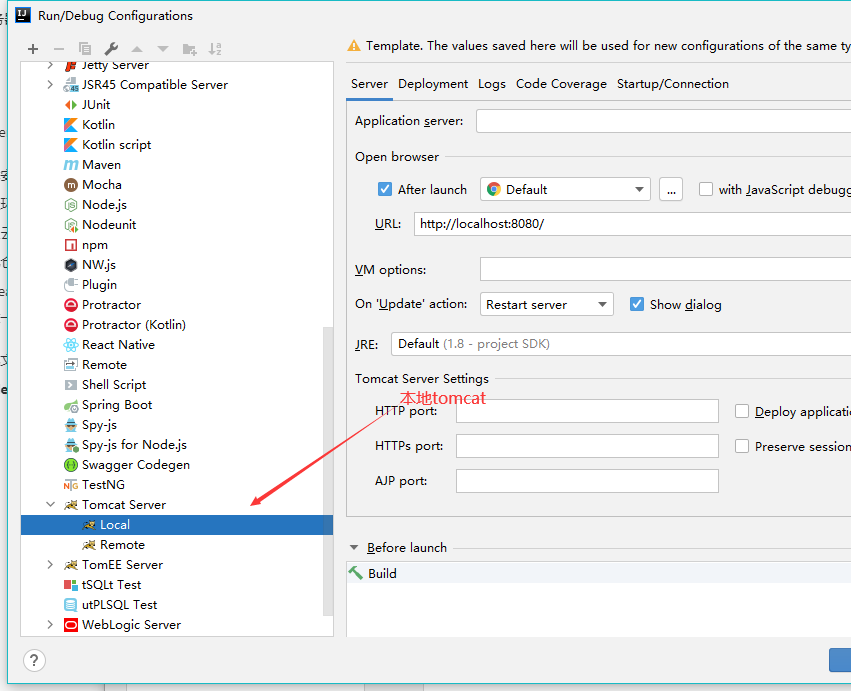 Run/Debug Configurations
Template. The values saved here will be used for new configurations of the same ty
Jetty Server
JSR45 Compatible Server
JUnit
Kotlin
Kotlin script
Maven
Mocha
Node.js
Nodeunit
npm
NW.js
Plugin
Protractor
Protractor (Kotlin)
React Native
Remote
Shell Script
Spring Boot
Spy-js
Spy-js for Node.js
Swagger Codegen
TestNG
Tomcat Server
Local
Remote
TomEE Server
tSQLt Test
utPLSQL Test
WebLogic Server
Server Deployment Logs Code Coverage Startup/Connection
Application server:
Open browser
After launch Default ... with JavaScript debugg
URL: http://localhost:8080/
VM options:
On 'Update' action: Restart server Show dialog
JRE: Default (1.8 - project SDK)
Tomcat Server Settings
本地tomcat
HTTP port: Deploy applicati
HTTPs port: Preserve session
AJP port:
Before launch
Build
?